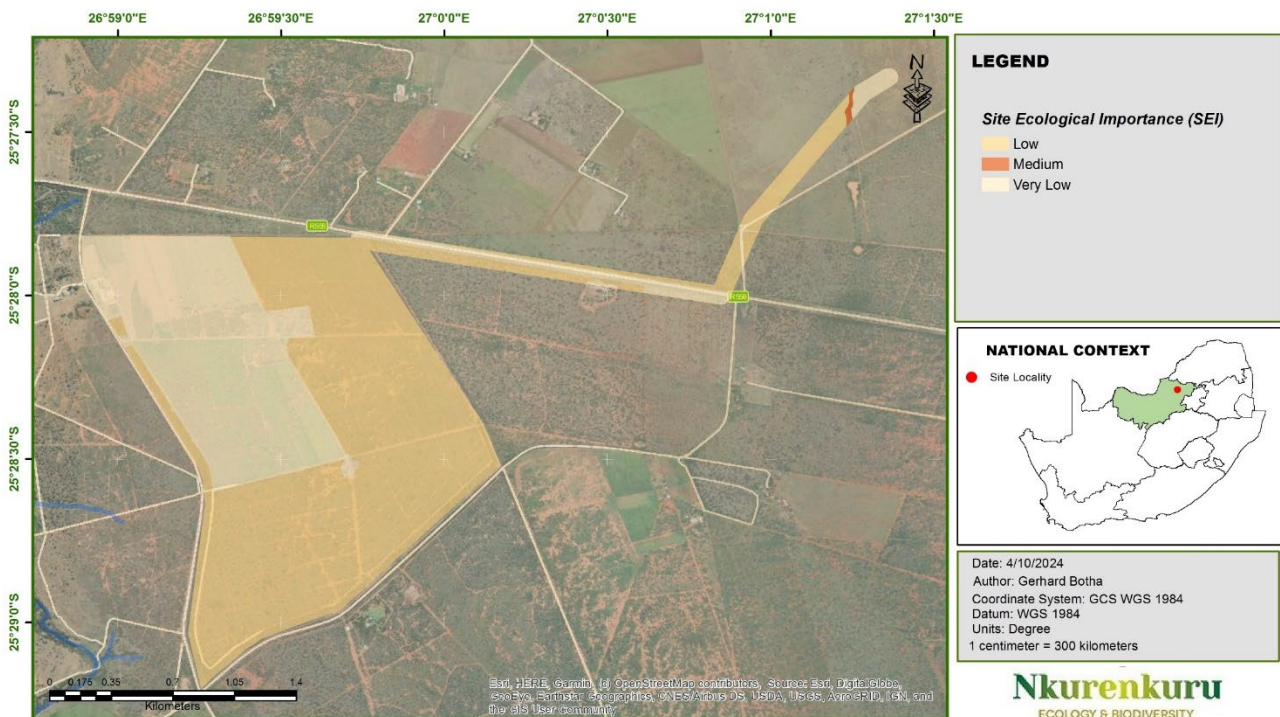 26°59'0"E 26°59'30"E 27°0'0"E 27°0'30"E 27°1'0"E 27°1'30"E
25°27'30"S
25°28'0"S
25°28'30"S
25°29'0"S
N
R556
0 0.175 0.35 0.7 1.05 1.4
Kilometers
Esri, HERE, Garmin, (c) OpenStreetMap contributors, Source: Esri, DigitalGlobe,
GeoEye, Earthstar Geographics, CNES/Airbus DS, USDA, USGS, AeroGRID, IGN, and
the GIS User Community
LEGEND
Site Ecological Importance (SEI)
Low
Medium
Very Low
NATIONAL CONTEXT
Site Locality
Date: 4/10/2024
Author: Gerhard Botha
Coordinate System: GCS WGS 1984
Datum: WGS 1984
Units: Degree
1 centimeter = 300 kilometers
Nkurenkuru
ECOLOGY & BIODIVERSITY